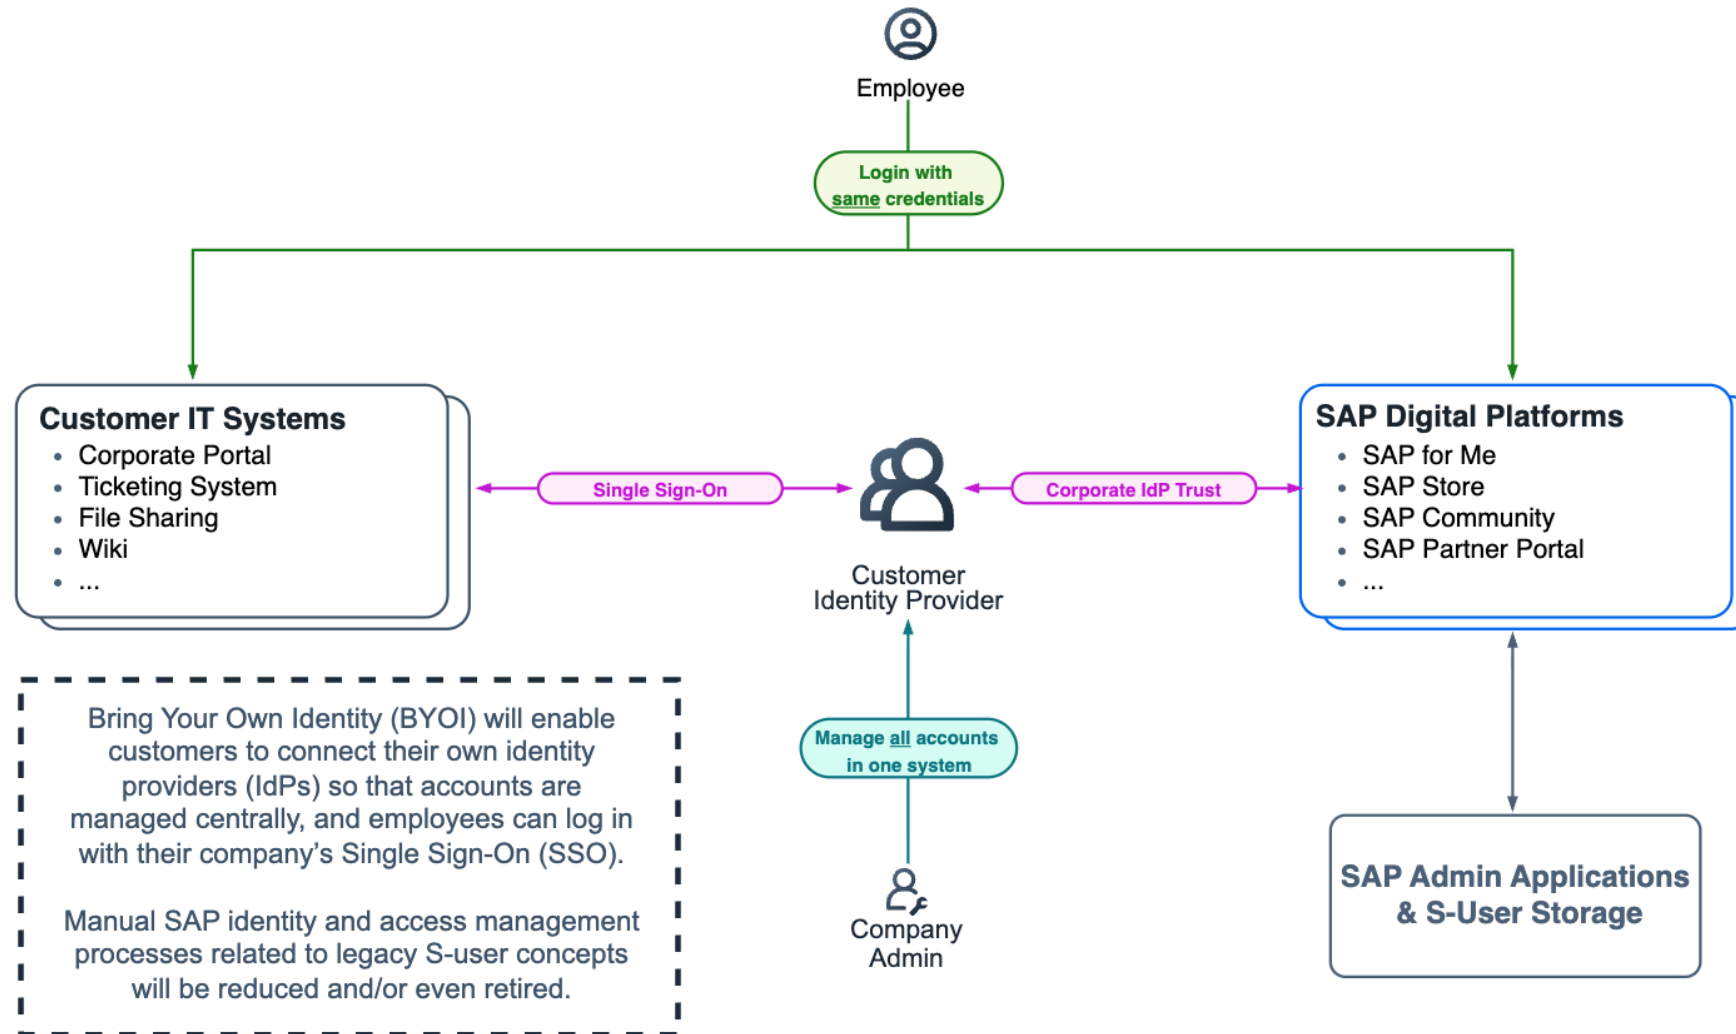 Employee
Login with
same credentials
Customer IT Systems
• Corporate Portal
• Ticketing System
• File Sharing
• Wiki
• ...
Single Sign-On
Customer
Identity Provider
Corporate IdP Trust
SAP Digital Platforms
• SAP for Me
• SAP Store
• SAP Community
• SAP Partner Portal
• ...
Manage all accounts
in one system
Company
Admin
SAP Admin Applications
& S-User Storage
Bring Your Own Identity (BYOI) will enable
customers to connect their own identity
providers (IdPs) so that accounts are
managed centrally, and employees can log in
with their company’s Single Sign-On (SSO).
Manual SAP identity and access management
processes related to legacy S-user concepts
will be reduced and/or even retired.